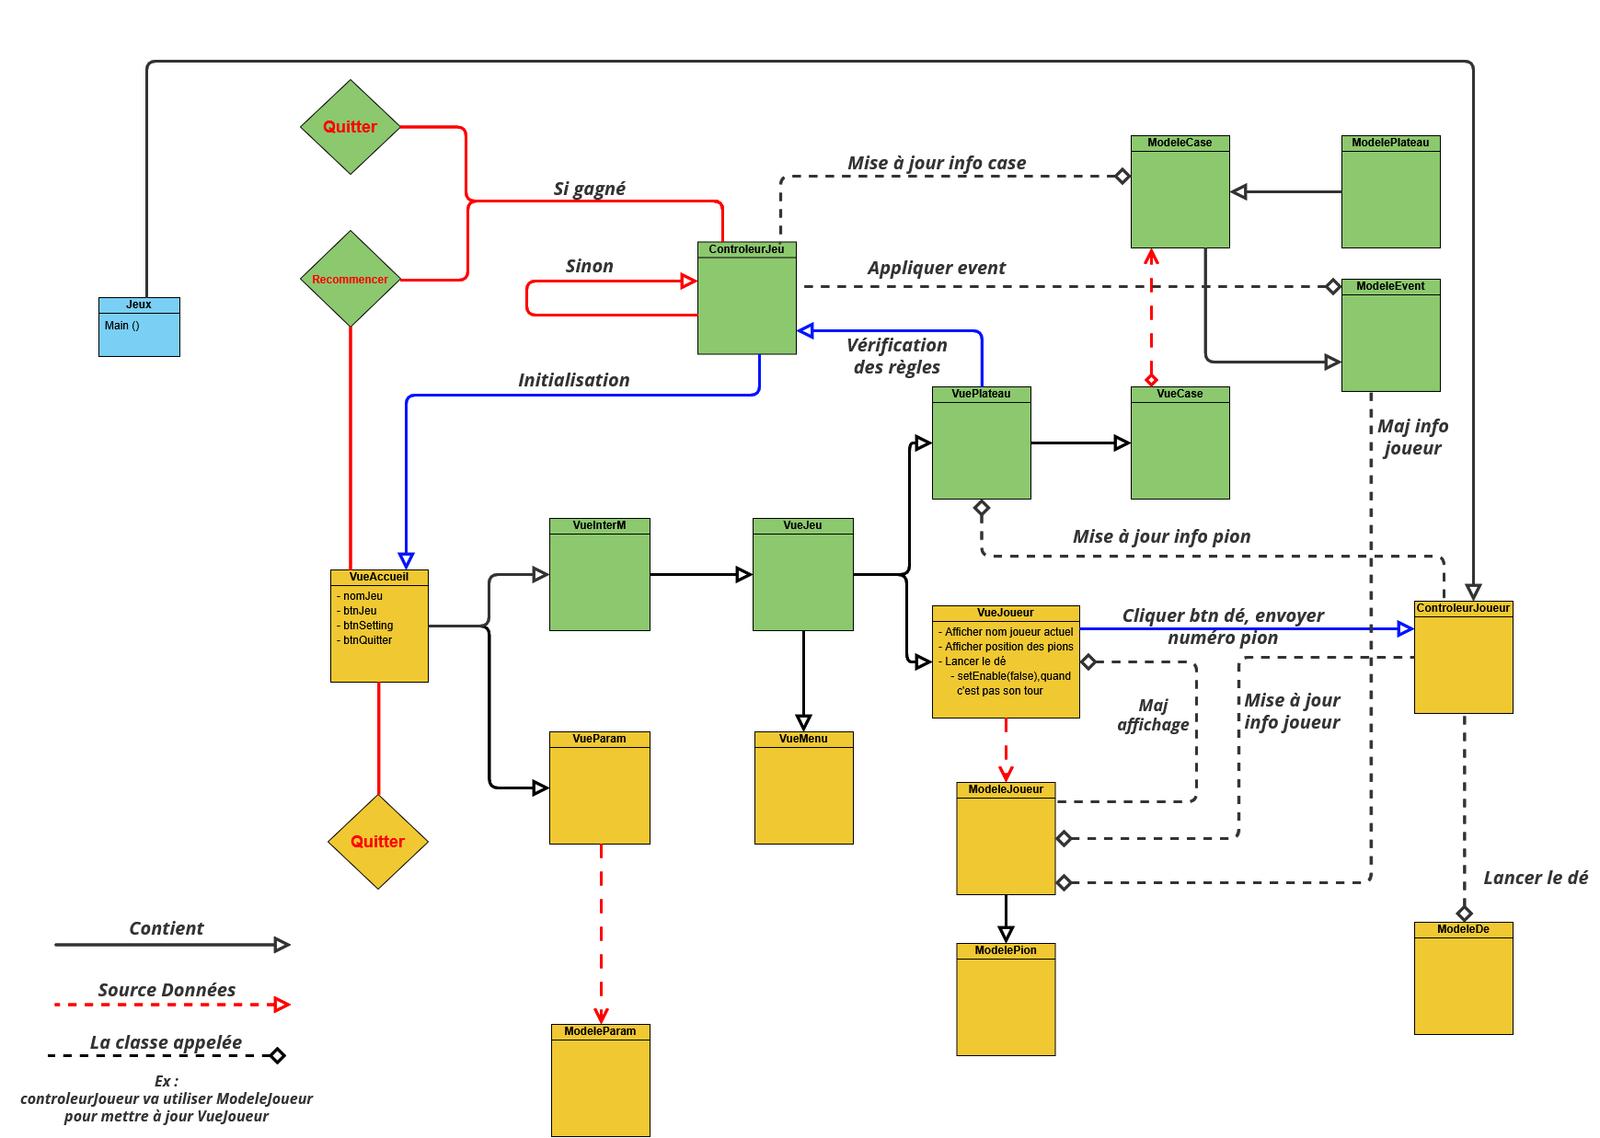 Quitter
Si gagné
Recommencer
Sinon
Jeux
Main ()
ControleurJeu
Mise à jour info case
Appliquer event
ModeleCase
ModelePlateau
ModeleEvent
Vérification
des règles
Initialisation
VuePlateau
VueCase
Maj info
joueur
Mise à jour info pion
VueInterM
VueJeu
VueAccueil
- nomJeu
- btnJeu
- btnSetting
- btnQuitter
VueJoueur
- Afficher nom joueur actuel
- Afficher position des pions
- Lancer le dé
- setEnable(false),quand
c'est pas son tour
Cliquer btn dé, envoyer
numéro pion
ControleurJoueur
Maj
affichage
Mise à jour
info joueur
VueParam
VueMenu
ModeleJoueur
Quitter
Lancer le dé
ModeleDe
ModelePion
ModeleParam
Contient
Source Données
La classe appelée
Ex :
controleurJoueur va utiliser ModeleJoueur
pour mettre à jour VueJoueur